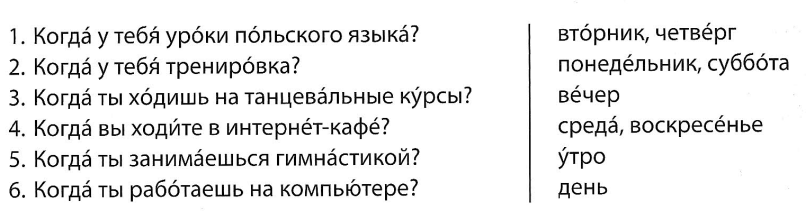 1. Когда́ у тебя́ уро́ки по́льского языка́? вто́рник, четве́рг
2. Когда́ у тебя́ трениро́вка? понеде́льник, суббо́та
3. Когда́ ты хо́дишь на танцева́льные ку́рсы? ве́чер
4. Когда́ вы ходи́те в интерне́т-кафе́? среда́, воскресе́нье
5. Когда́ ты занима́ешься гимна́стикой? у́тро
6. Когда́ ты рабо́таешь на компью́тере? день